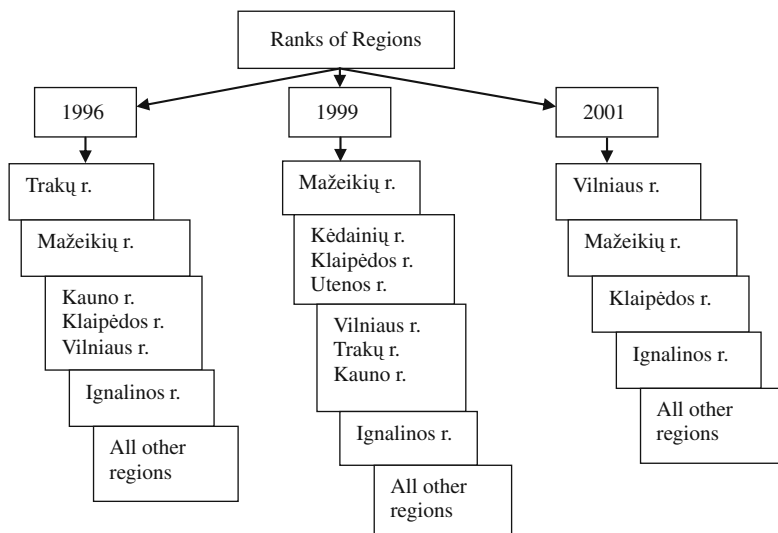 Ranks of Regions
1996
1999
2001
Trakų r.
Mažeikių r.
Kauno r.
Klaipėdos r.
Vilniaus r.
Ignalinos r.
All other
regions
Mažeikių r.
Kėdainių r.
Klaipėdos r.
Utenos r.
Vilniaus r.
Trakų r.
Kauno r.
Ignalinos r.
All other
regions
Vilniaus r.
Mažeikių r.
Klaipėdos r.
Ignalinos r.
All other
regions